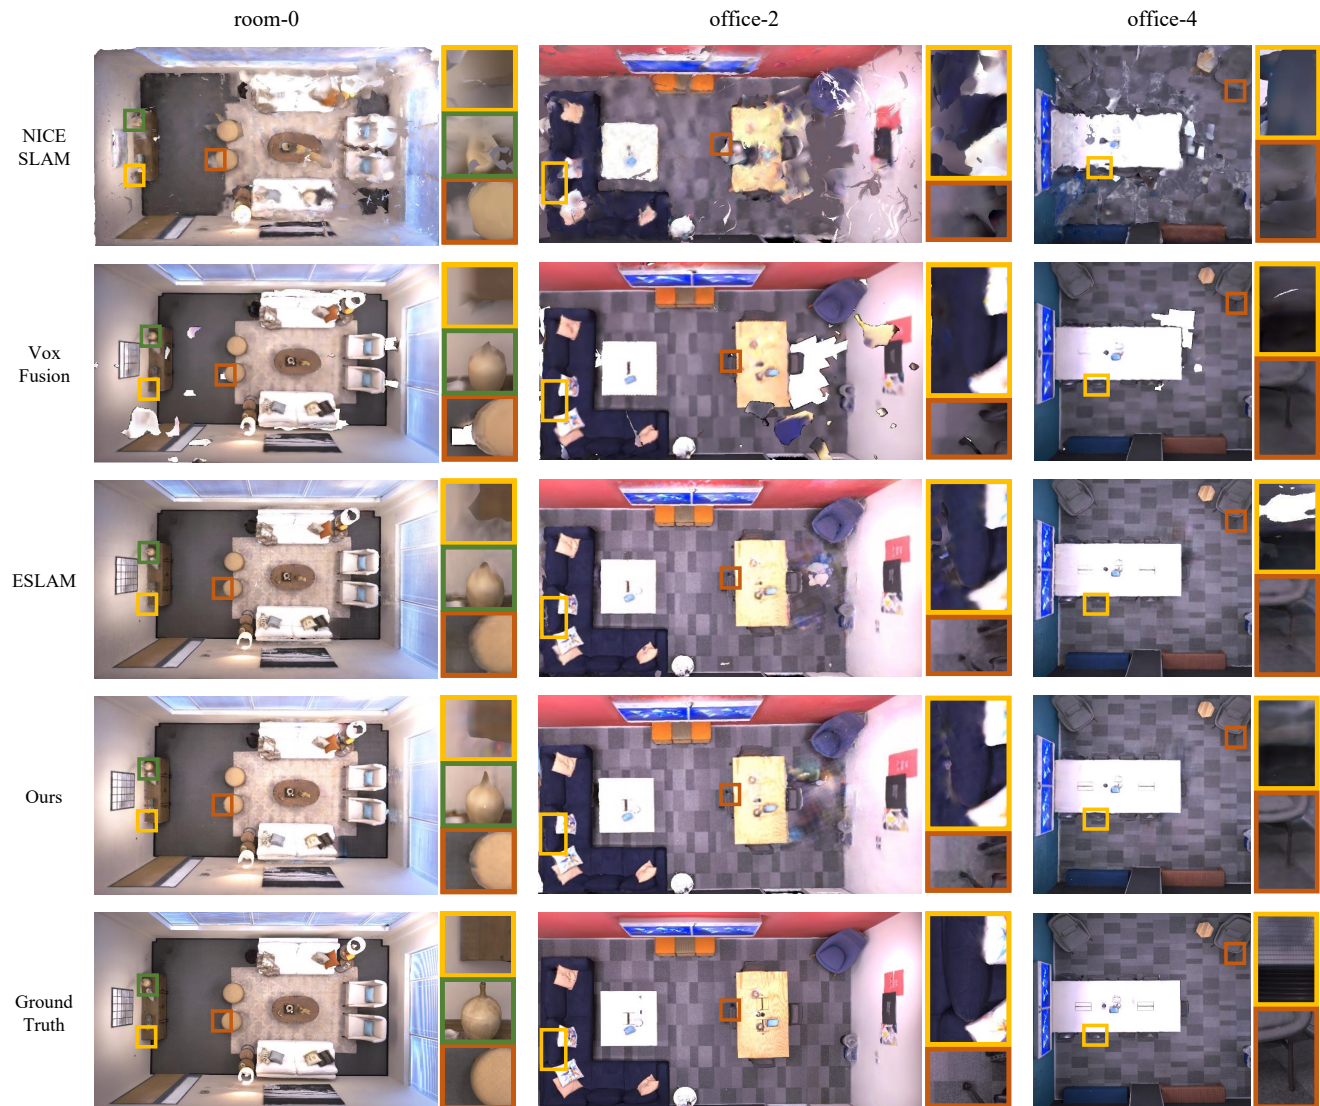 room-0
office-2
office-4
NICE
SLAM
Vox
Fusion
ESLAM
Ours
Ground
Truth